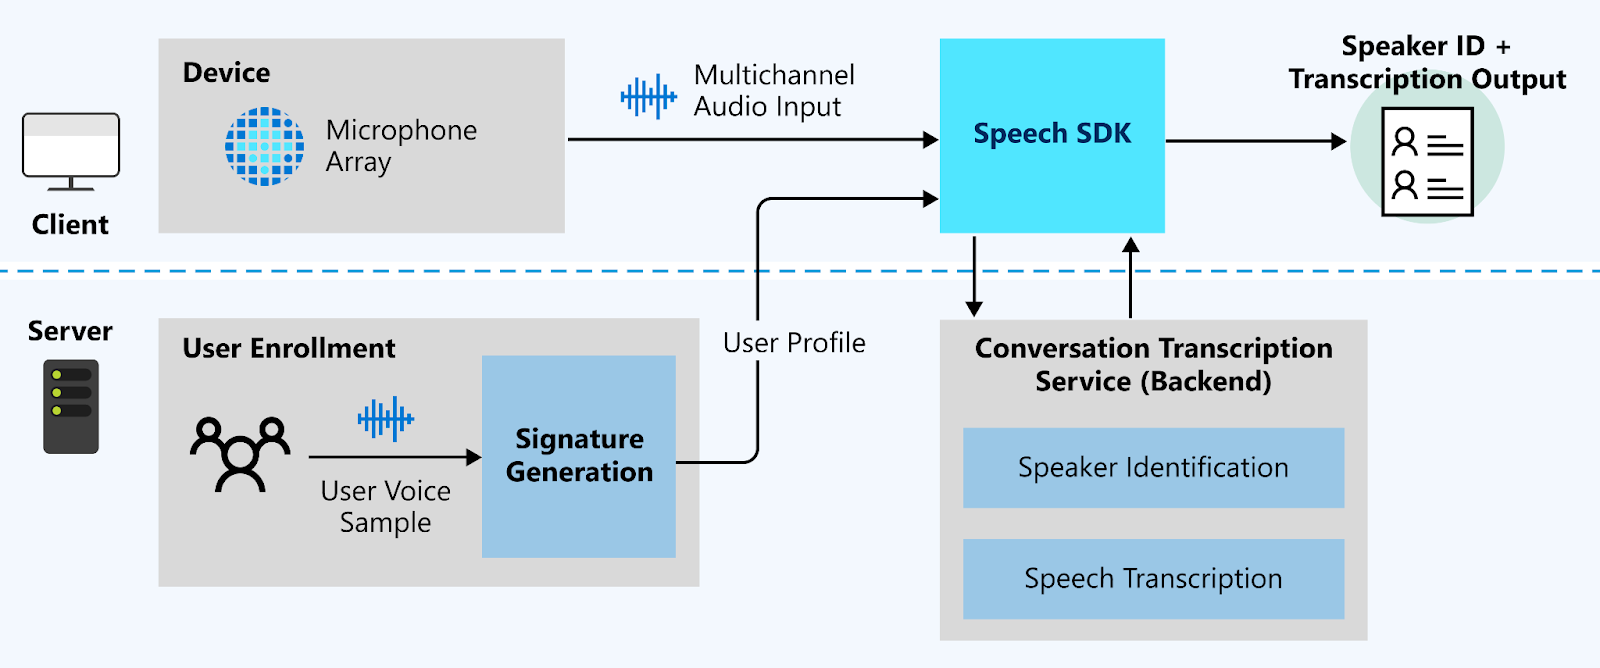 Device
Microphone
Array
Client
Multichannel
Audio Input
Speech SDK
Speaker ID +
Transcription Output
Server
User Enrollment
User Voice
Sample
Signature
Generation
User Profile
Conversation Transcription
Service (Backend)
Speaker Identification
Speech Transcription